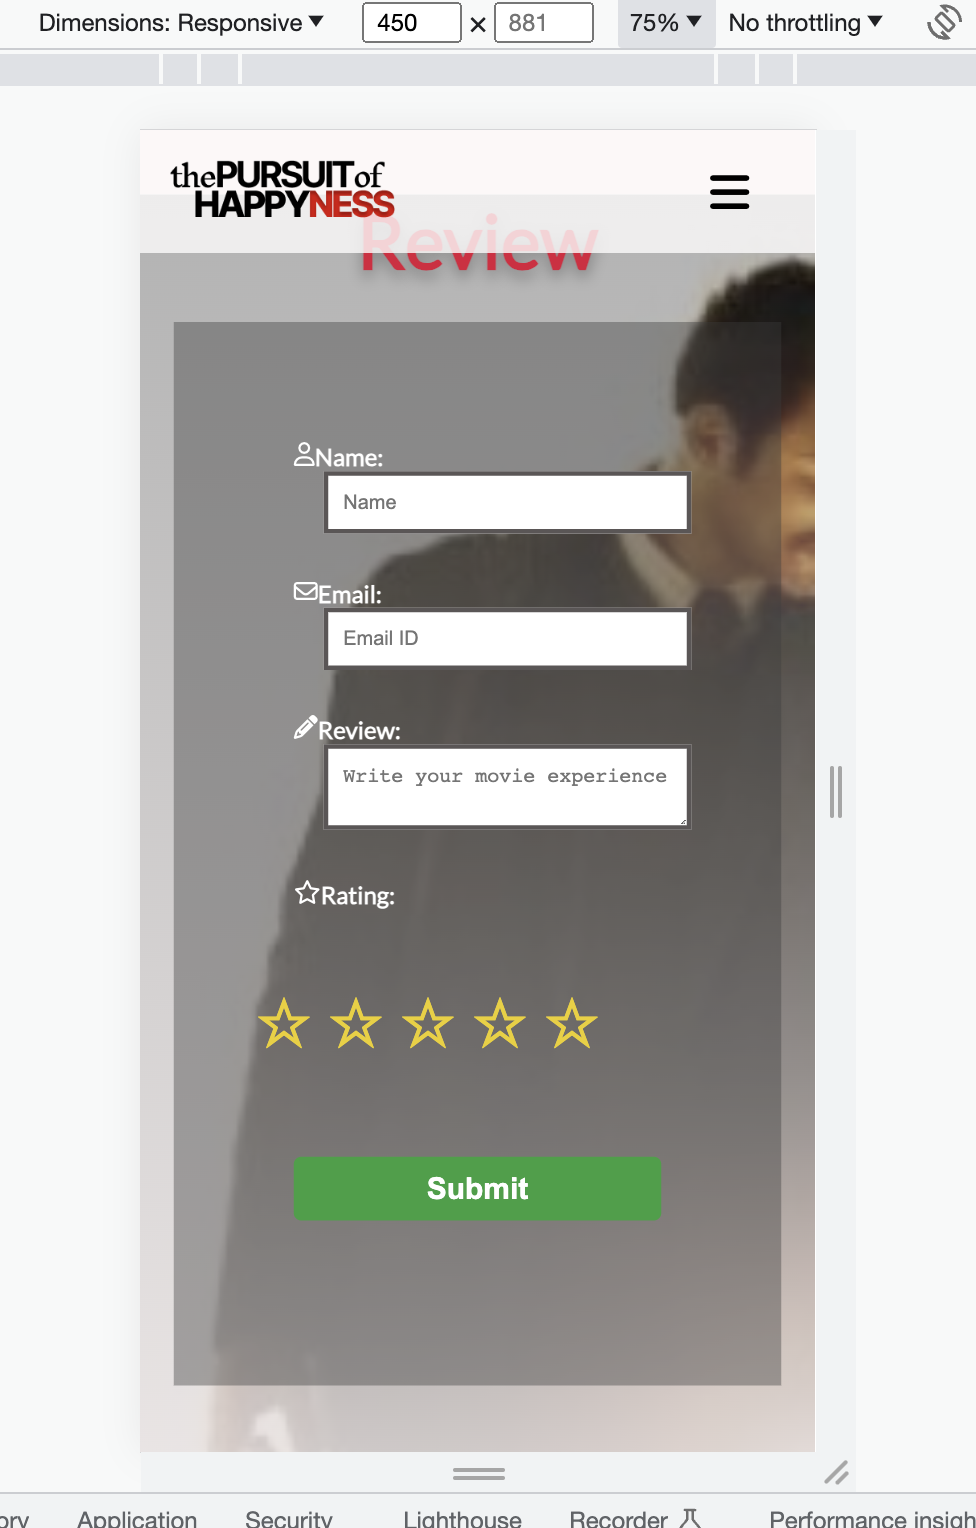 Dimensions: Responsive ▼ 450 × 881 75% ▼ No throttling ▼
thePURSUITof
HAPPYNESS
Review
Name:
Name
Email:
Email ID
Review:
Write your movie experience
Rating:
Submit
ory Application Security Lighthouse Recorder Performance insigh